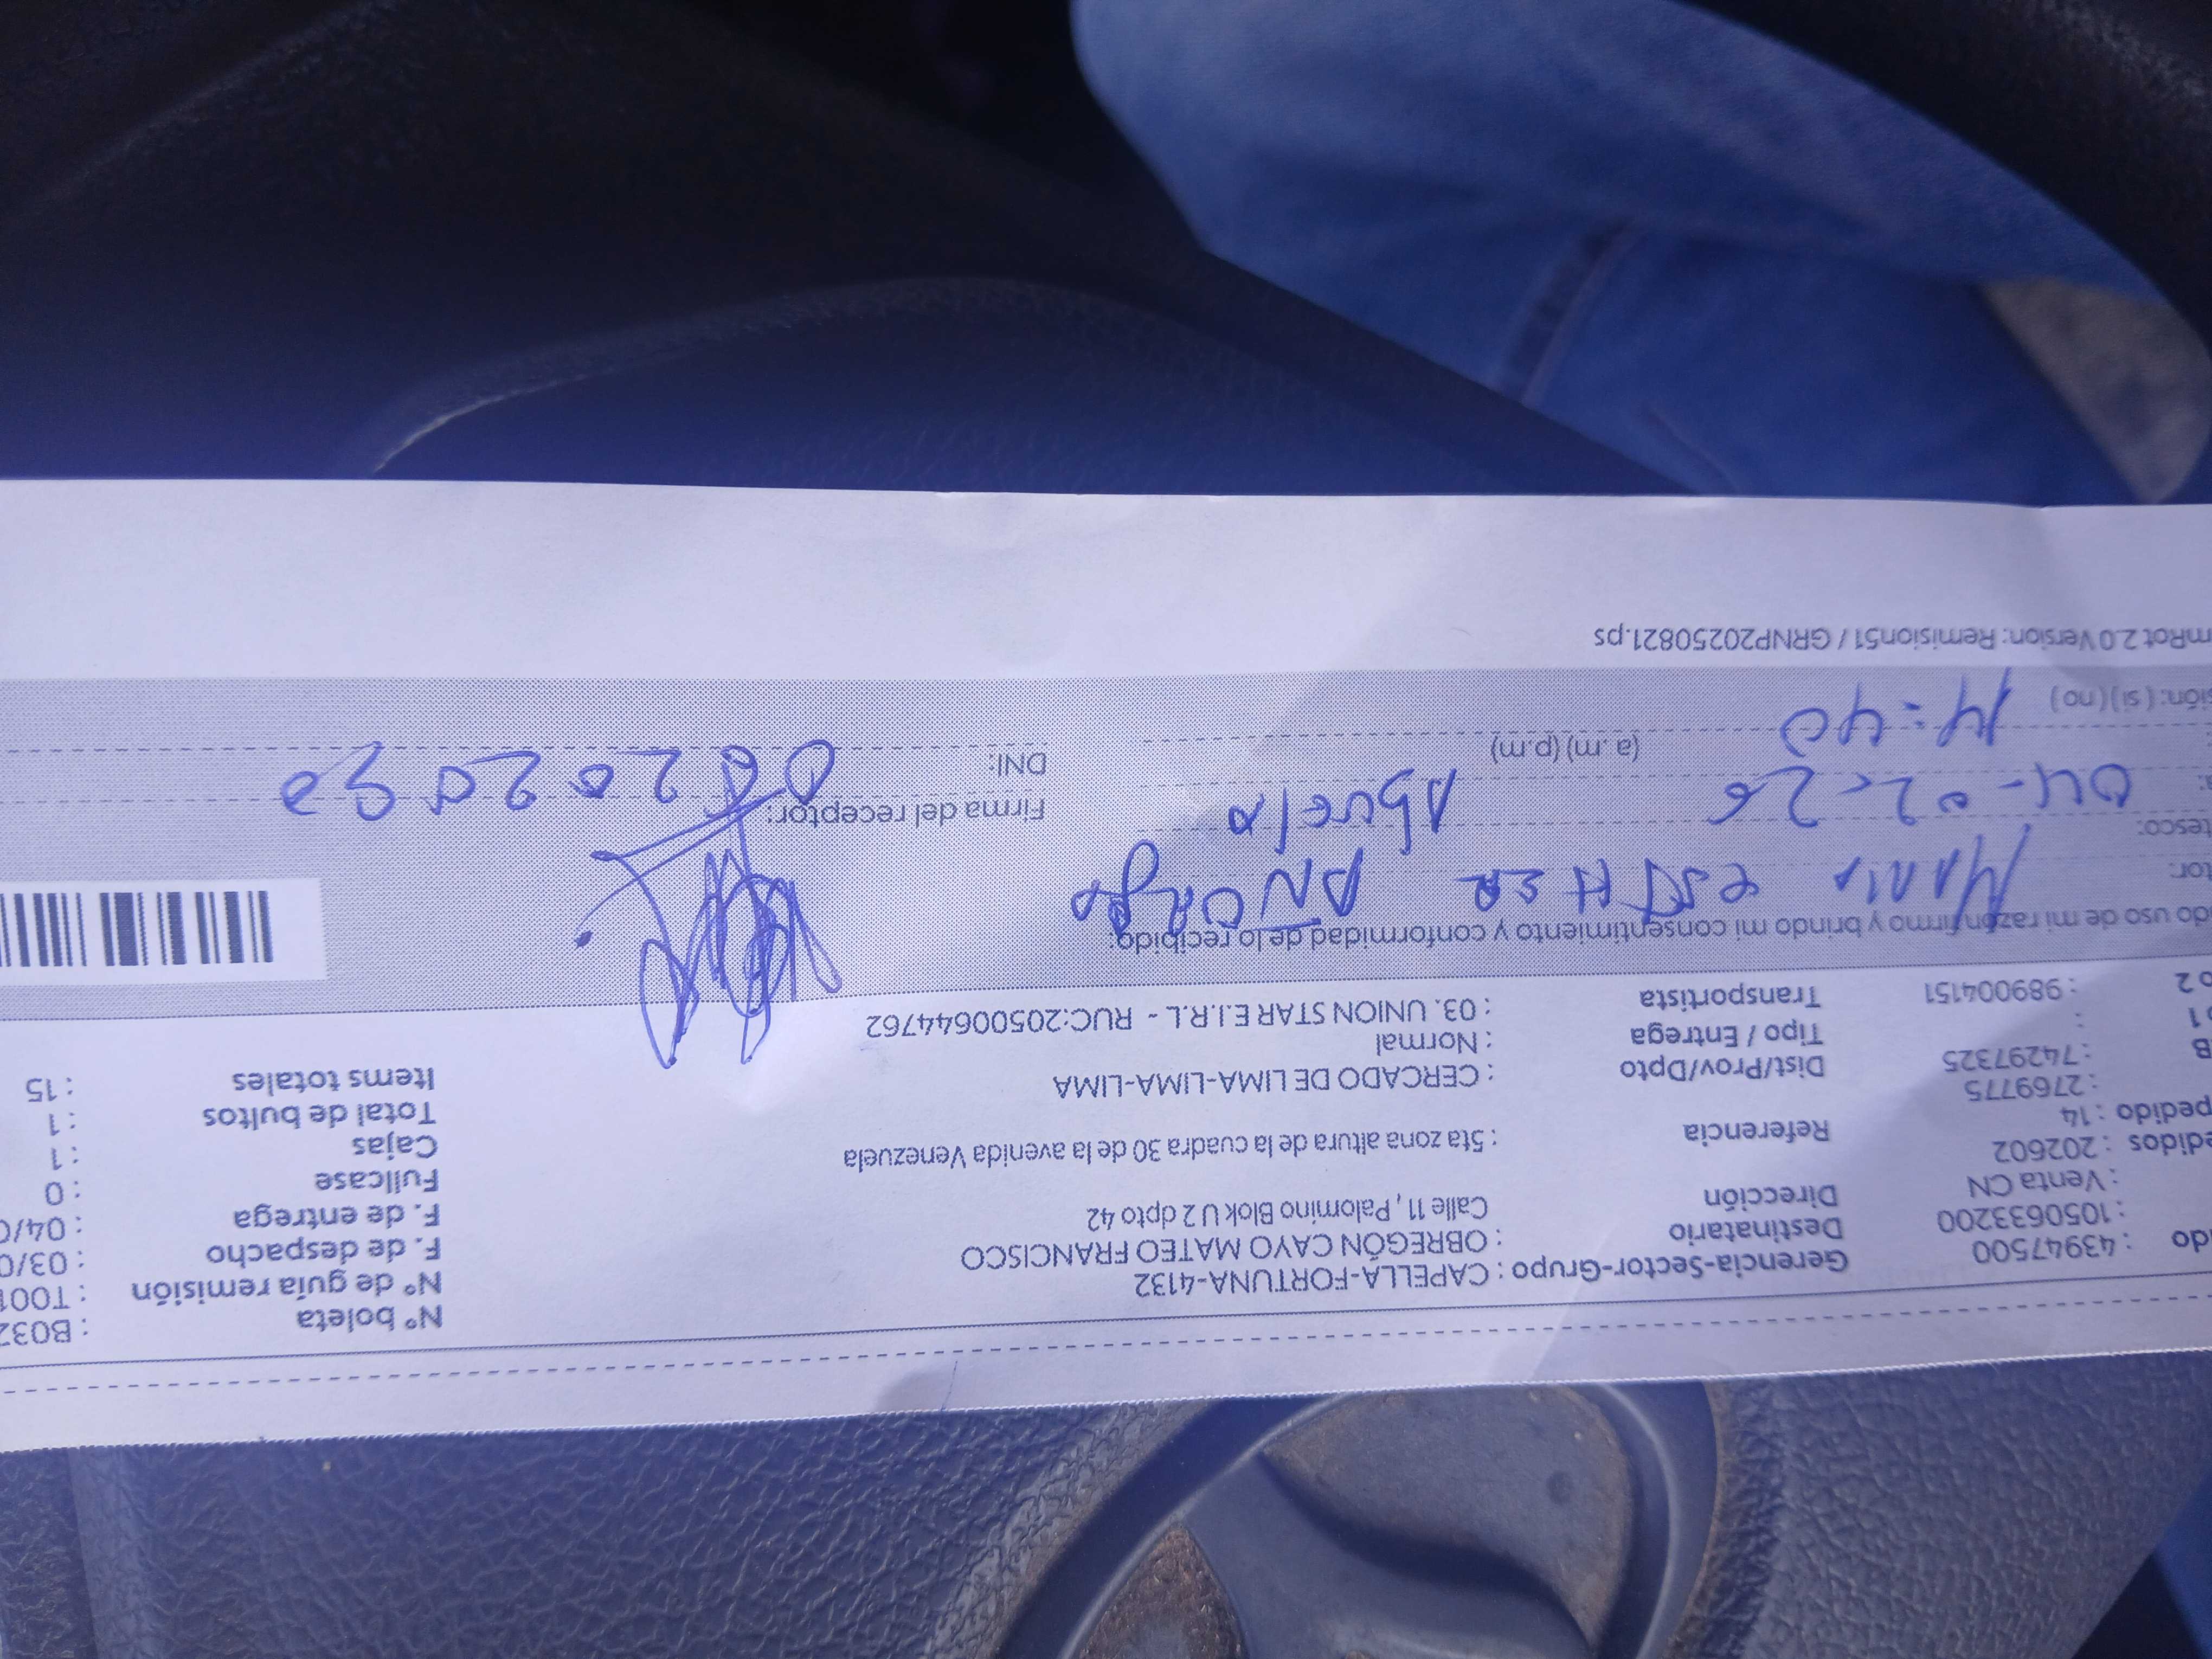 do : 43947500 Gerencia-Sector-Grupo : CAPELLA-FORTUNA-4132 N° boleta : B032
: 1050633200 Destinatario : OBREGÓN CAYO MATEO FRANCISCO N° de guía remisión : T001
: Venta CN Dirección Calle 11, Palomino Blok U 2 dpto 42 F. de despacho : 03/0
edidos : 202602 F. de entrega : 04/0
pedido : 14 Referencia : 5ta zona altura de la cuadra 30 de la avenida Venezuela Fullcase : 0
: 2769775 Cajas : 1
B : 74297325 Dist/Prov/Dpto : CERCADO DE LIMA-LIMA-LIMA Total de bultos : 1
o 1 : Tipo / Entrega : Normal Items totales : 15
o 2 : 989004151 Transportista : 03. UNION STAR E.I.R.L - RUC:20500644762
do uso de mi razón firmo y brindo mi consentimiento y conformidad de lo recibido:
tor: ESTHER
tesco: Abuela
a: 04-02-26 Firma del receptor:
: 14:40 (a.m) (p.m) DNI:
sión: ( si ) ( no )
mRot 2.0 Version: Remision51 / GRNP20250821.ps